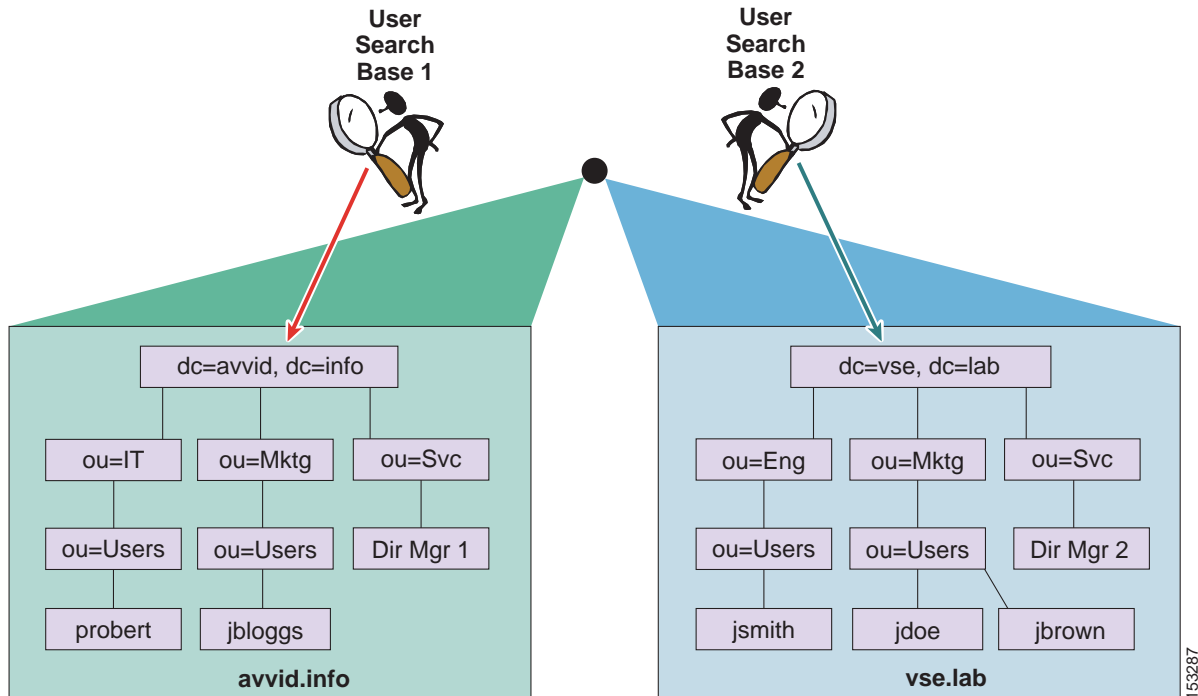 User
Search
Base 1
User
Search
Base 2
dc=avvid, dc=info
ou=IT
ou=Mktg
ou=Svc
ou=Users
ou=Users
Dir Mgr 1
probert
jbloggs
avvid.info
dc=vse, dc=lab
ou=Eng
ou=Mktg
ou=Svc
ou=Users
ou=Users
Dir Mgr 2
jsmith
jdoe
jbrown
vse.lab
153287